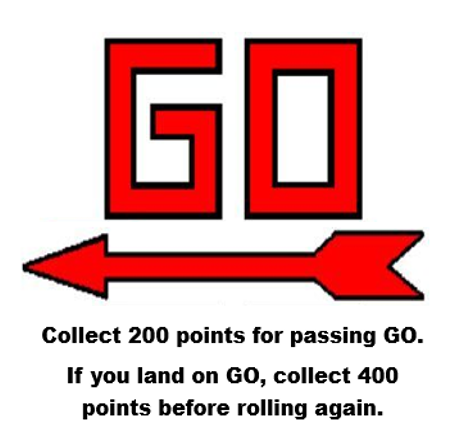 GO
Collect 200 points for passing GO.
If you land on GO, collect 400
points before rolling again.